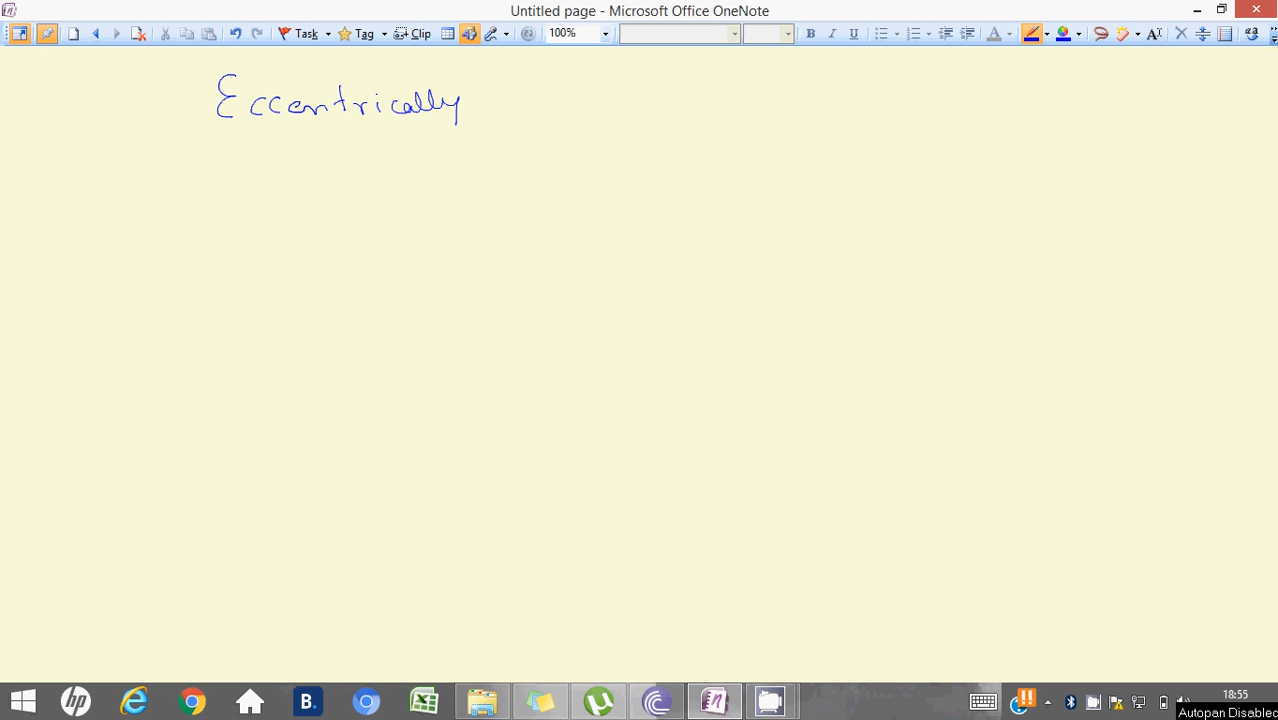 Untitled page - Microsoft Office OneNote
Task Tag Clip 100% B I U A
Eccentrically
18:55
Autopan Disabled